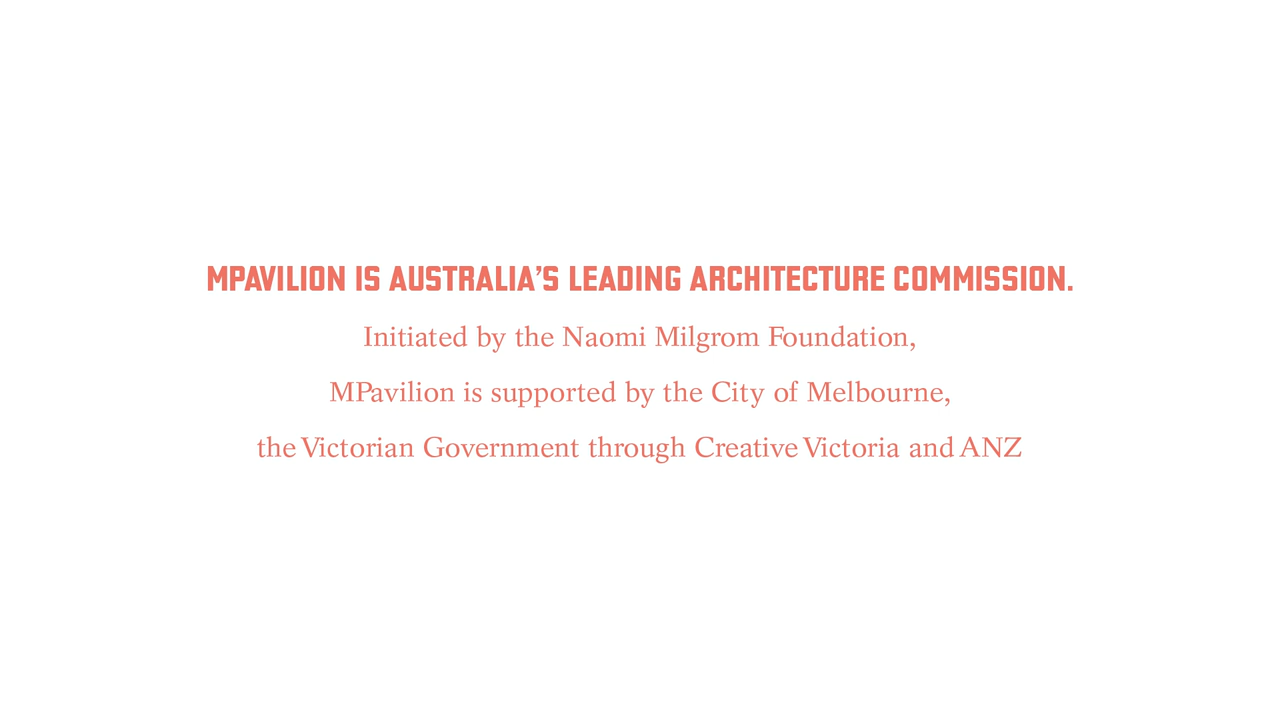 MPAVILION IS AUSTRALIA’S LEADING ARCHITECTURE COMMISSION.
Initiated by the Naomi Milgrom Foundation,
MPavilion is supported by the City of Melbourne,
the Victorian Government through Creative Victoria and ANZ